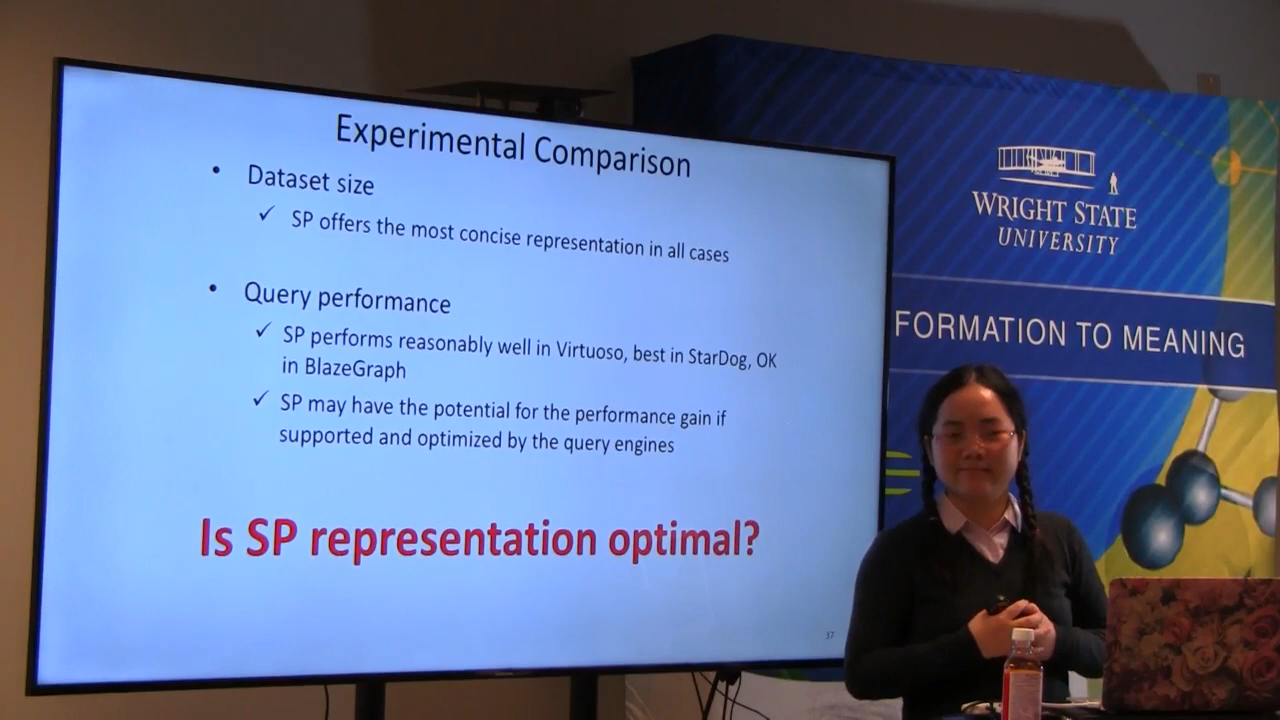 Experimental Comparison
• Dataset size
✓ SP offers the most concise representation in all cases
• Query performance
✓ SP performs reasonably well in Virtuoso, best in StarDog, OK
in BlazeGraph
✓ SP may have the potential for the performance gain if
supported and optimized by the query engines
Is SP representation optimal?
37
WRIGHT STATE
UNIVERSITY
FORMATION TO MEANING